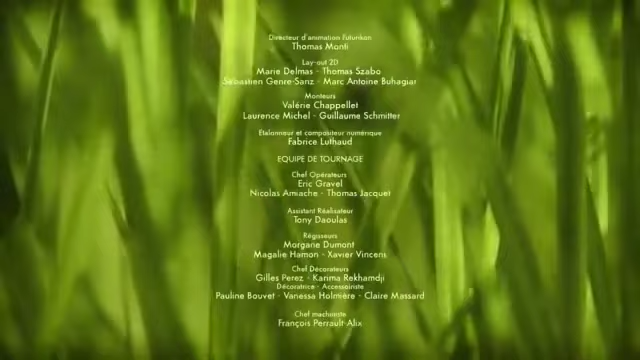 Directeur d'animation Futurikon
Thomas Monti
Lay-out 2D
Marie Delmas - Thomas Szabo
Sébastien Genre-Sanz - Marc Antoine Buhagiar
Monteurs
Valérie Chappellet
Laurence Michel - Guillaume Schmitter
Etalonneur et compositeur numérique
Fabrice Luthaud
EQUIPE DE TOURNAGE
Chef Opérateurs
Eric Gravel
Nicolas Amiache - Thomas Jacquet
Assistant Réalisateur
Tony Daoulas
Régisseurs
Morgane Dumont
Magalie Hamon - Xavier Vincens
Chef Décorateurs
Gilles Perez - Karima Rekhamdji
Décoratrice - Accessoiriste
Pauline Bouvet - Vanessa Holmière - Claire Massard
Chef machiniste
François Perrault-Alix